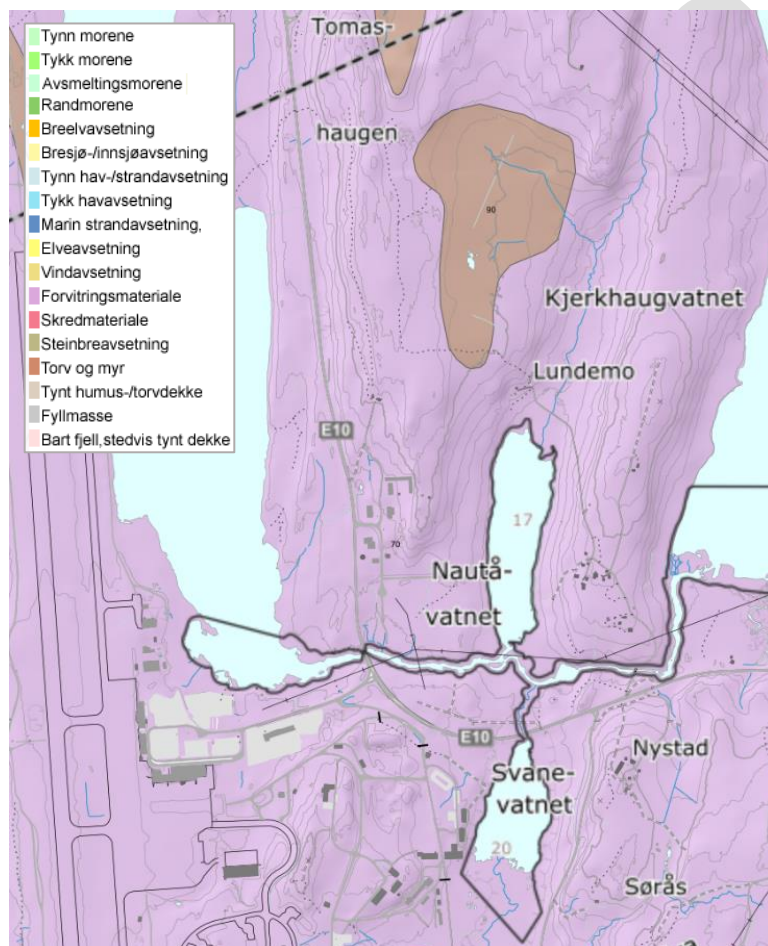 Tynn morene
Tykk morene
Avsmeltingsmorene
Randmorene
Breelvavsetning
Bresjø-/innsjøavsetning
Tynn hav-/strandavsetning
Tykk havavsetning
Marin strandavsetning,
Elveavsetning
Vindavsetning
Forvitringsmateriale
Skredmateriale
Steinbreavsetning
Torv og myr
Tynt humus-/torvdekke
Fyllmasse
Bart fjell,stedvis tynt dekke
Tomas-
haugen
90
Kjerkhaugvatnet
Lundemo
E10
17
70
Nautå-
vatnet
E10
Nystad
Svane-
vatnet
20
Sørås